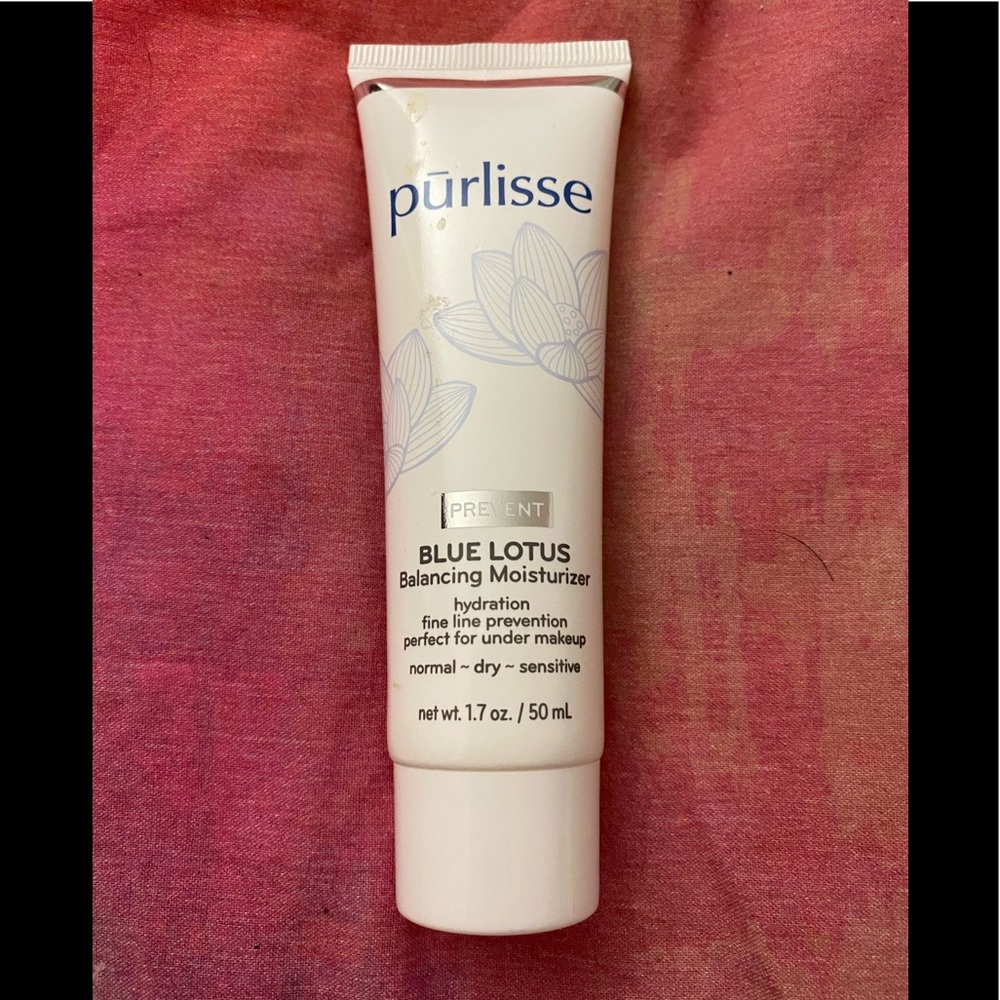 pūrlisse
PREVENT
BLUE LOTUS
Balancing Moisturizer
hydration
fine line prevention
perfect for under makeup
normal ~ dry ~ sensitive
net wt. 1.7 oz. / 50 mL